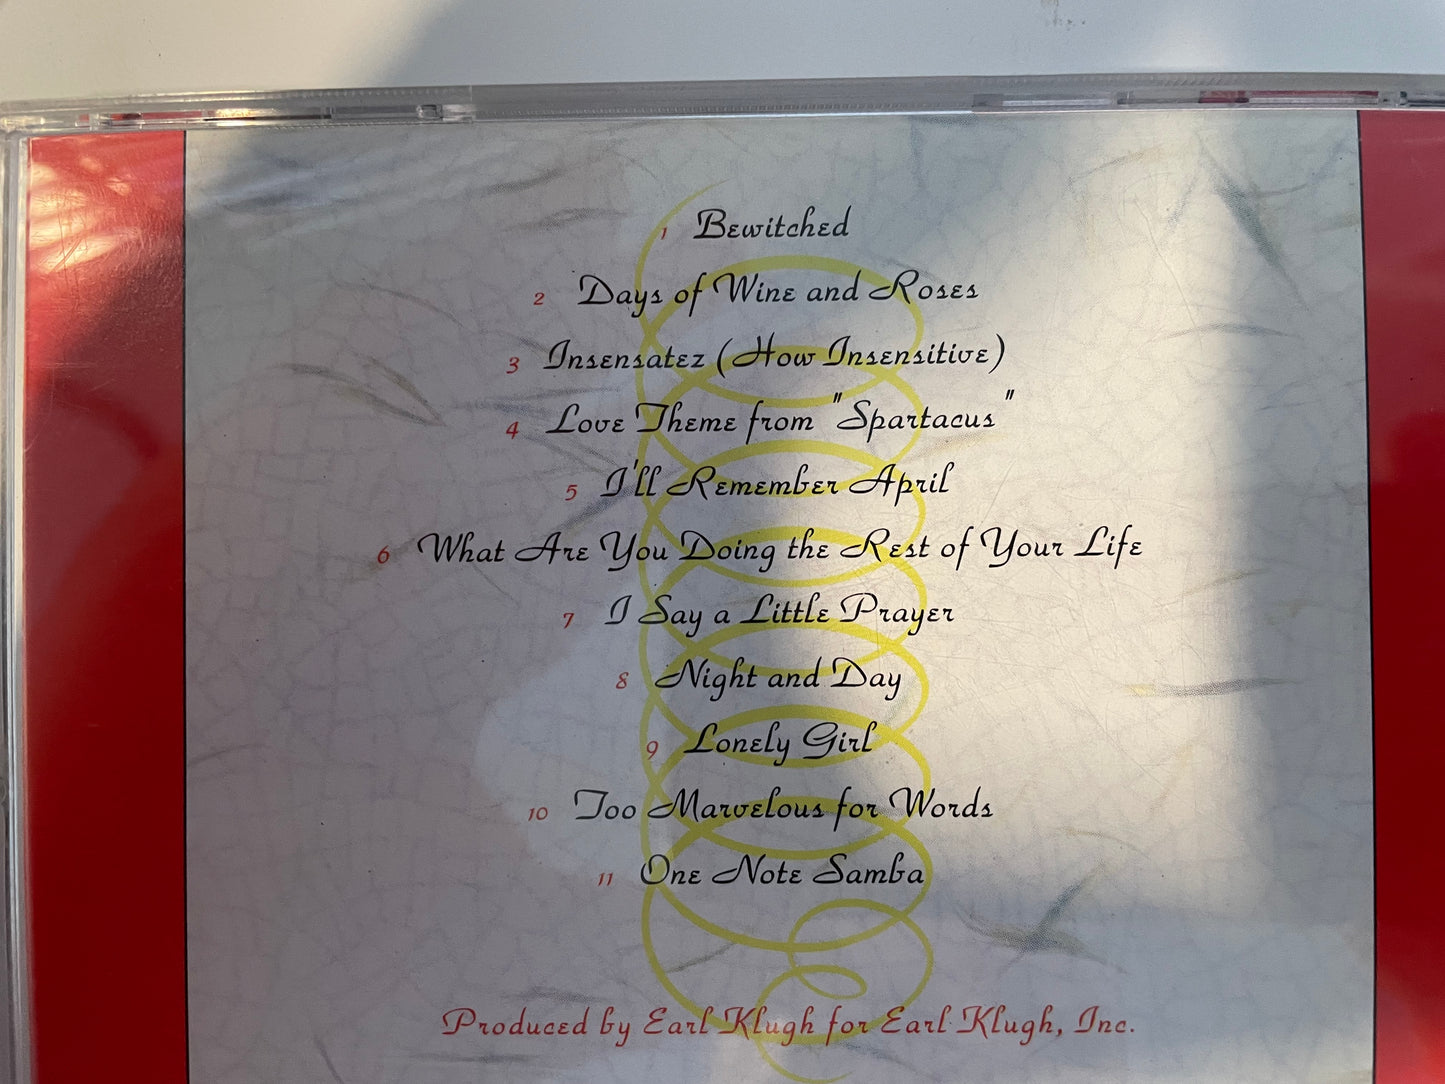 1 Bewitched
2 Days of Wine and Roses
3 Insensatez (How Insensitive)
4 Love Theme from "Spartacus"
5 I'll Remember April
6 What Are You Doing the Rest of Your Life
7 I Say a Little Prayer
8 Night and Day
9 Lonely Girl
10 Too Marvelous for Words
11 One Note Samba
Produced by Earl Klugh for Earl Klugh, Inc.